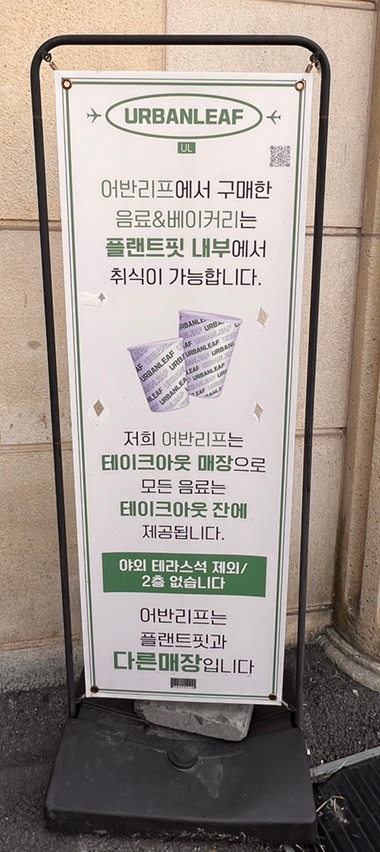 URBANLEAF
UL
어반리프에서 구매한
음료&베이커리는
플랜트핏 내부에서
취식이 가능합니다.
URBANLEAF
URBANLEAF
저희 어반리프는
테이크아웃 매장으로
모든 음료는
테이크아웃 잔에
제공됩니다.
야외 테라스석 제외/
2층 없습니다
어반리프는
플랜트핏과
다른매장입니다